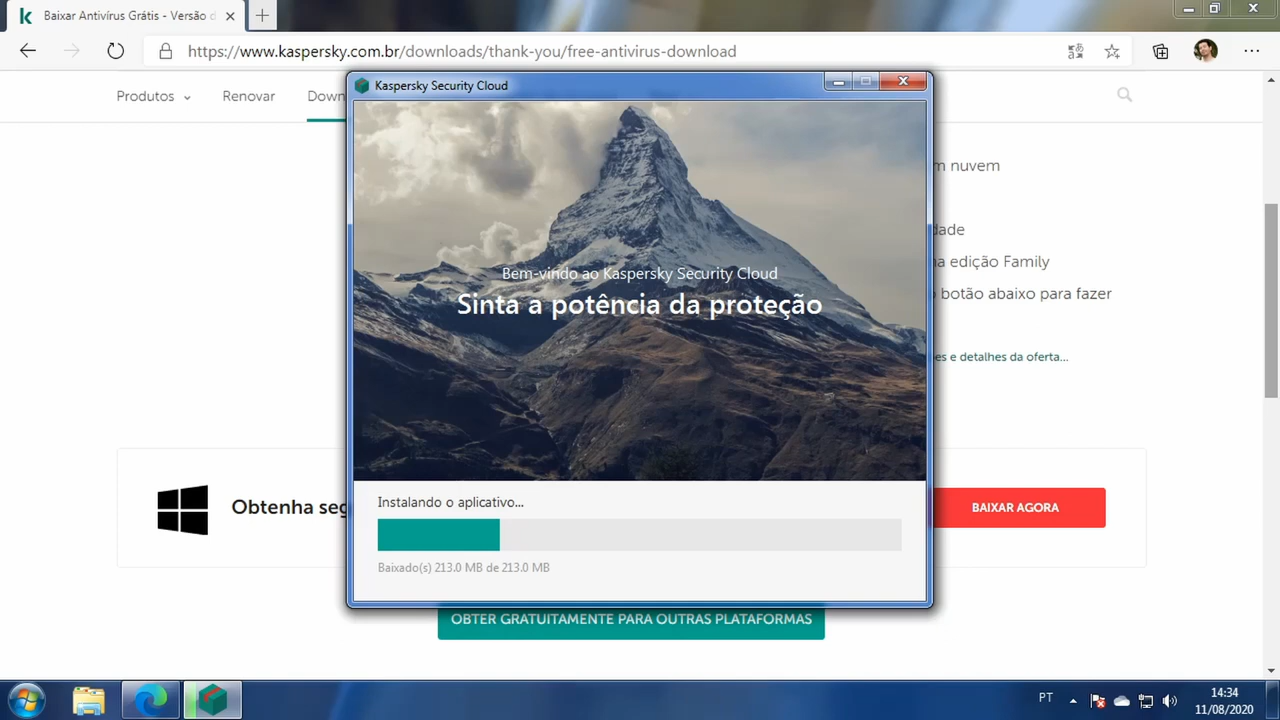 Baixar Antivírus Grátis - Versão d
https://www.kaspersky.com.br/downloads/thank-you/free-antivirus-download
Kaspersky Security Cloud
Produtos
Renovar
Down
m nuvem
dade
na edição Family
botão abaixo para fazer
es e detalhes da oferta...
Bem-vindo ao Kaspersky Security Cloud
Sinta a potência da proteção
Instalando o aplicativo...
Baixado(s) 213.0 MB de 213.0 MB
Obtenha seg
BAIXAR AGORA
OBTER GRATUITAMENTE PARA OUTRAS PLATAFORMAS
PT
14:34
11/08/2020